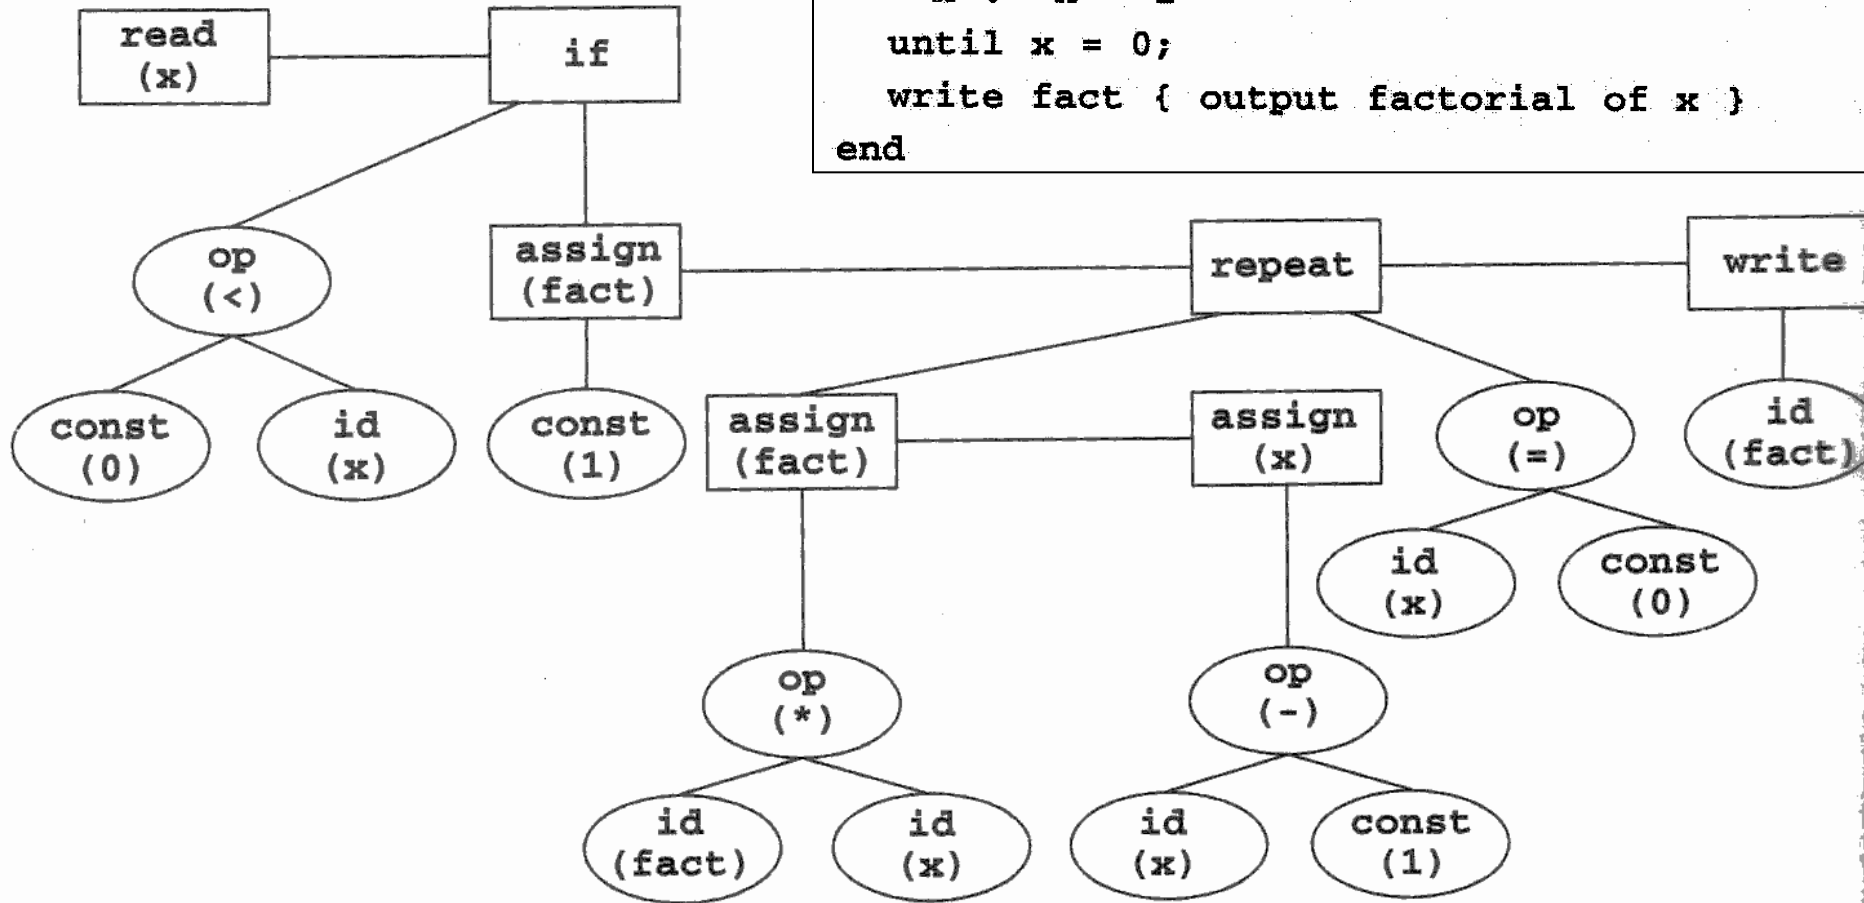 until x = 0;
write fact { output factorial of x }
end
read
(x)
if
op
(<)
assign
(fact)
repeat
write
const
(0)
id
(x)
const
(1)
assign
(fact)
assign
(x)
op
(=)
id
(fact)
id
(x)
const
(0)
op
(*)
op
(-)
id
(fact)
id
(x)
id
(x)
const
(1)